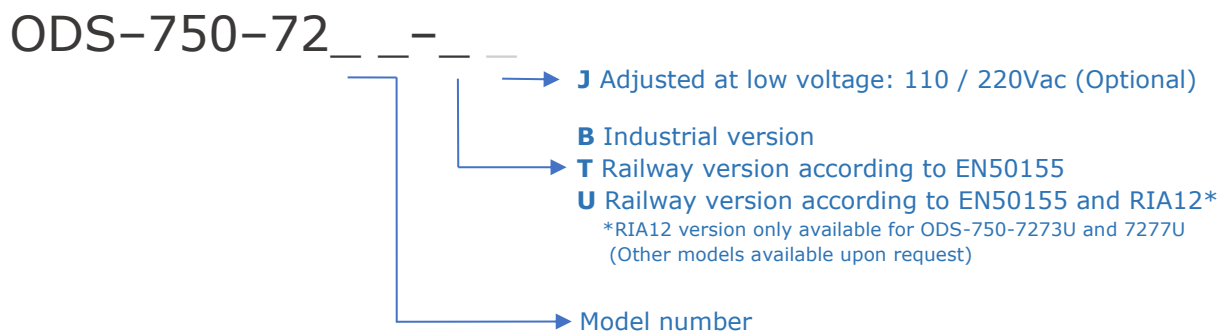 ODS–750–72_ _–_ _
J Adjusted at low voltage: 110 / 220Vac (Optional)
B Industrial version
T Railway version according to EN50155
U Railway version according to EN50155 and RIA12*
*RIA12 version only available for ODS-750-7273U and 7277U
(Other models available upon request)
Model number